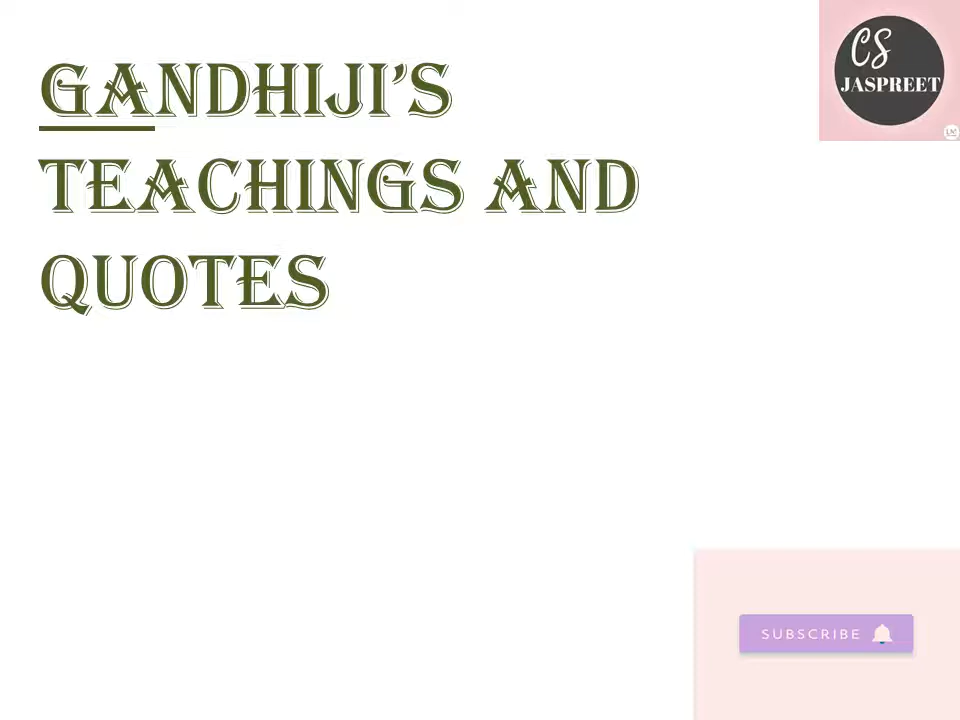 GANDHIJI’S
TEACHINGS AND
QUOTES
CS
JASPREET
SUBSCRIBE